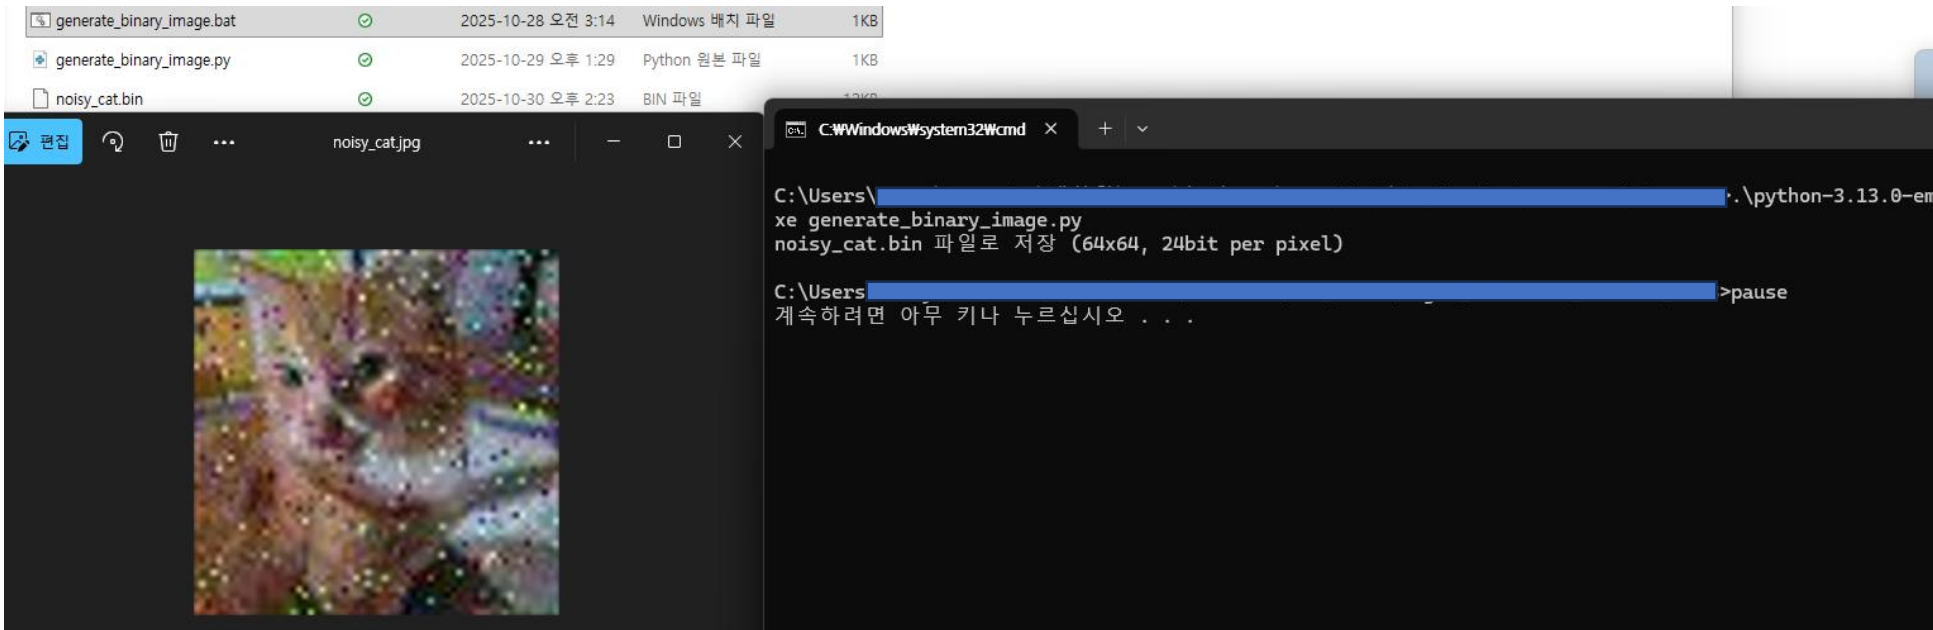 generate_binary_image.bat 2025-10-28 오전 3:14 Windows 배치 파일 1KB
generate_binary_image.py 2025-10-29 오후 1:29 Python 원본 파일 1KB
noisy_cat.bin 2025-10-30 오후 2:23 BIN 파일
편집 noisy_cat.jpg
C:₩Windows₩system32₩cmd
C:\Users\ .\python-3.13.0-em
xe generate_binary_image.py
noisy_cat.bin 파일로 저장 (64x64, 24bit per pixel)
C:\Users >pause
계속하려면 아무 키나 누르십시오 . . .